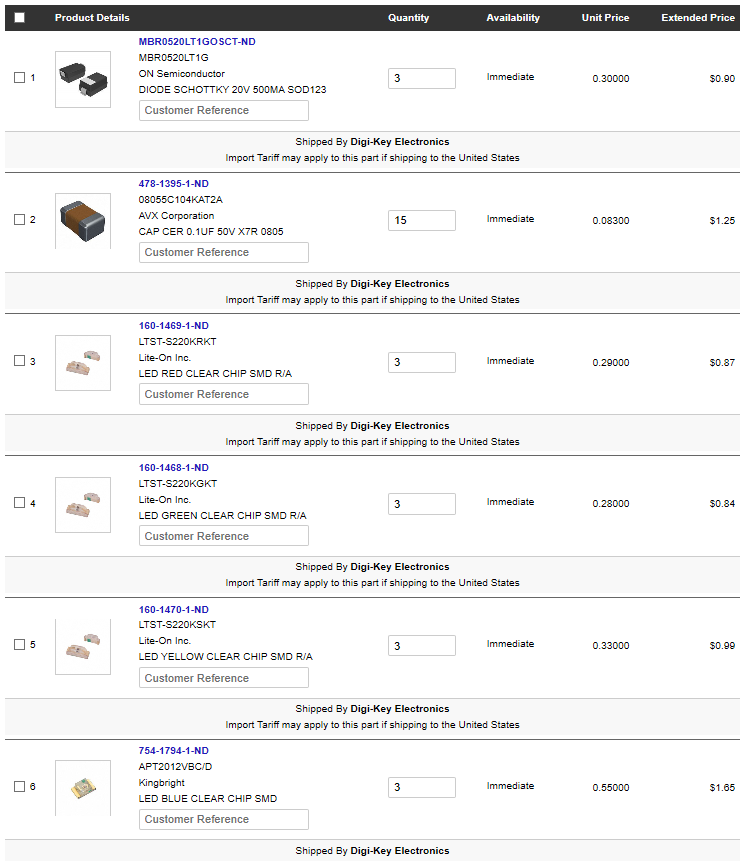 Product Details Quantity Availability Unit Price Extended Price
MBR0520LT1GOSCT-ND
MBR0520LT1G
1 3 Immediate 0.30000 $0.90
ON Semiconductor
DIODE SCHOTTKY 20V 500MA SOD123
Customer Reference
Shipped By Digi-Key Electronics
Import Tariff may apply to this part if shipping to the United States
478-1395-1-ND
08055C104KAT2A
2 15 Immediate 0.08300 $1.25
AVX Corporation
CAP CER 0.1UF 50V X7R 0805
Customer Reference
Shipped By Digi-Key Electronics
Import Tariff may apply to this part if shipping to the United States
160-1469-1-ND
LTST-S220KRKT
3 3 Immediate 0.29000 $0.87
Lite-On Inc.
LED RED CLEAR CHIP SMD R/A
Customer Reference
Shipped By Digi-Key Electronics
Import Tariff may apply to this part if shipping to the United States
160-1468-1-ND
LTST-S220KGKT
4 3 Immediate 0.28000 $0.84
Lite-On Inc.
LED GREEN CLEAR CHIP SMD R/A
Customer Reference
Shipped By Digi-Key Electronics
Import Tariff may apply to this part if shipping to the United States
160-1470-1-ND
LTST-S220KSKT
5 3 Immediate 0.33000 $0.99
Lite-On Inc.
LED YELLOW CLEAR CHIP SMD R/A
Customer Reference
Shipped By Digi-Key Electronics
Import Tariff may apply to this part if shipping to the United States
754-1794-1-ND
APT2012VBC/D
6 3 Immediate 0.55000 $1.65
Kingbright
LED BLUE CLEAR CHIP SMD
Customer Reference
Shipped By Digi-Key Electronics